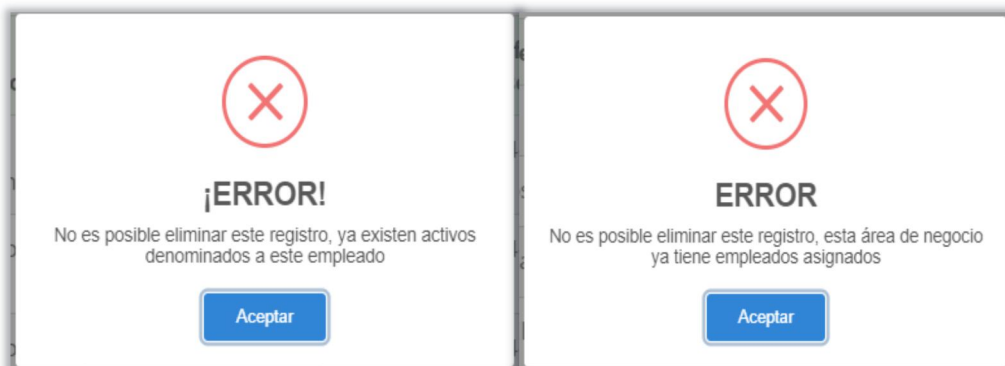 ¡ERROR!
No es posible eliminar este registro, ya existen activos
denominados a este empleado
Aceptar
ERROR
No es posible eliminar este registro, esta área de negocio
ya tiene empleados asignados
Aceptar